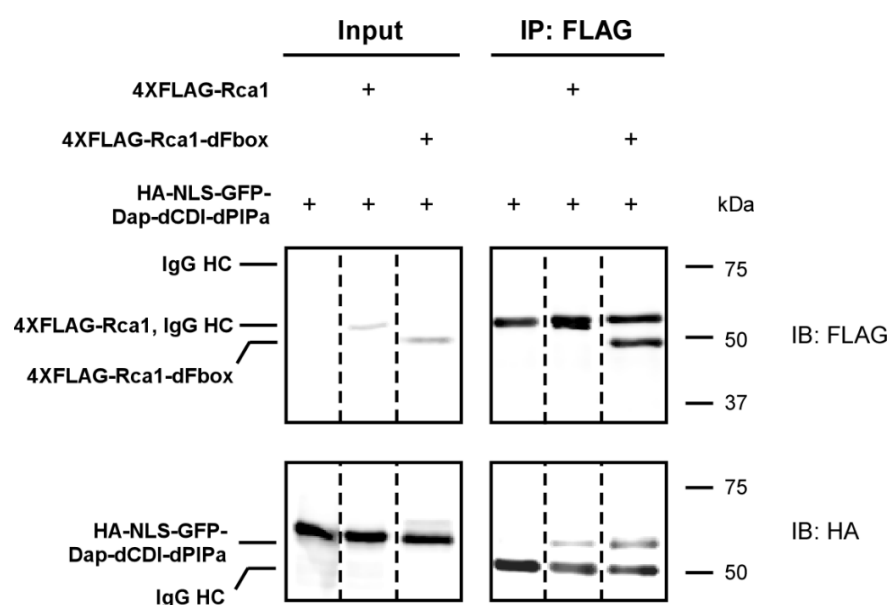 Input IP: FLAG
4XFLAG-Rca1 + +
4XFLAG-Rca1-dFbox + +
HA-NLS-GFP-
Dap-dCDI-dPIPa + + + + + + kDa
IgG HC 75
4XFLAG-Rca1, IgG HC 50 IB: FLAG
4XFLAG-Rca1-dFbox
37
75
HA-NLS-GFP-
Dap-dCDI-dPIPa IB: HA
IgG HC 50